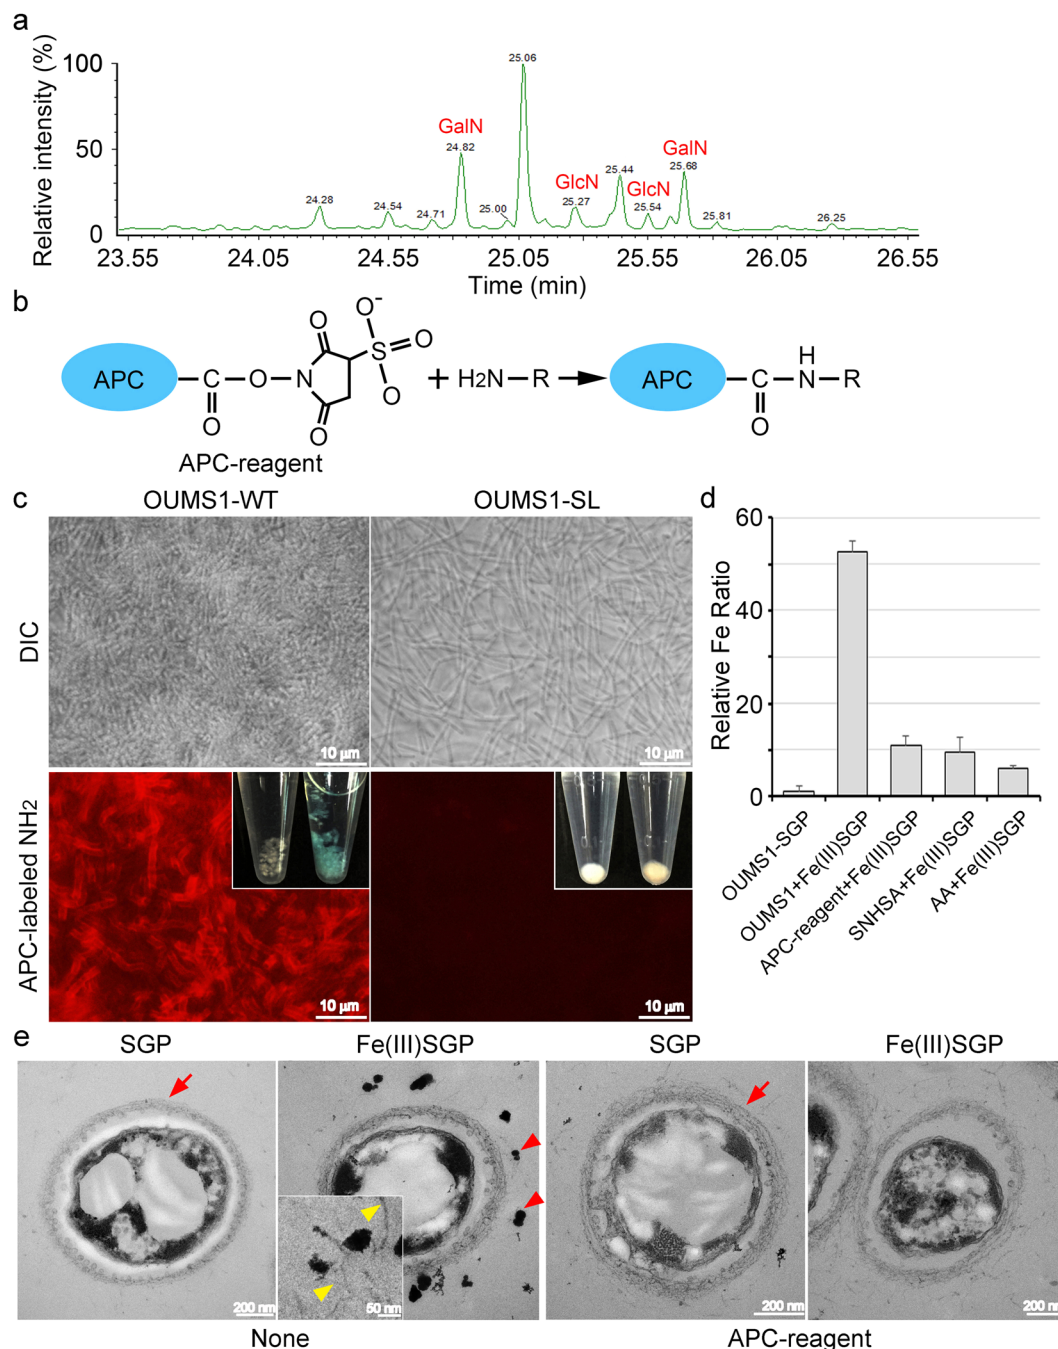 a
Relative intensity (%)
100
50
0
25.06
GalN
24.82
GalN
25.68
GlcN
25.27
25.44
GlcN
25.54
24.28
24.54
24.71
25.00
25.81
26.25
23.55 24.05 24.55 25.05 25.55 26.05 26.55
Time (min)
b
APC C O N O O O S O O O + H2N R APC C O N H R
APC-reagent
c
OUMS1-WT OUMS1-SL
DIC
10 µm
10 µm
APC-labeled NH2
10 µm
10 µm
d
Relative Fe Ratio
60
40
20
0
OUMS1-SGP
OUMS1+Fe(III)SGP
APC-reagent+Fe(III)SGP
SNHSA+Fe(III)SGP
AA+Fe(III)SGP
e
SGP Fe(III)SGP SGP Fe(III)SGP
200 nm
50 nm
200 nm
200 nm
None APC-reagent